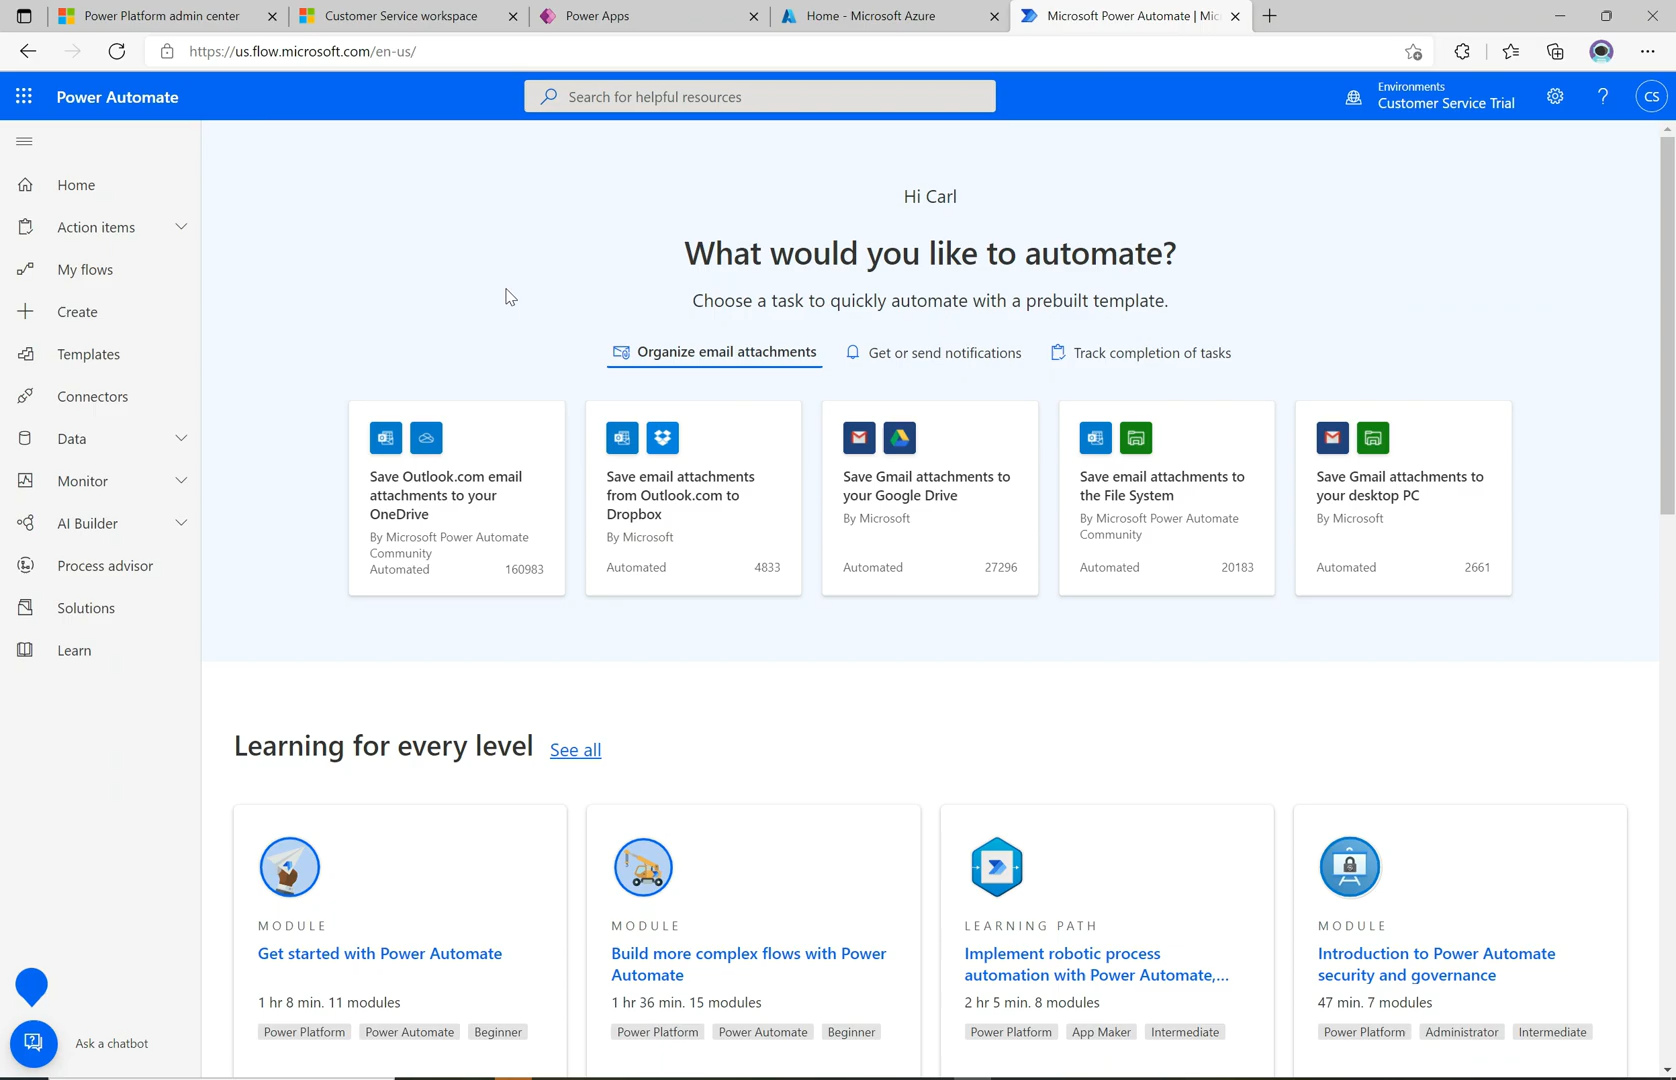 Power Platform admin center
Customer Service workspace
Power Apps
Home - Microsoft Azure
Microsoft Power Automate | Mic
https://us.flow.microsoft.com/en-us/
Power Automate
Search for helpful resources
Environments
Customer Service Trial
CS
Home
Action items
My flows
Create
Templates
Connectors
Data
Monitor
AI Builder
Process advisor
Solutions
Learn
Ask a chatbot
Hi Carl
What would you like to automate?
Choose a task to quickly automate with a prebuilt template.
Organize email attachments
Get or send notifications
Track completion of tasks
Save Outlook.com email
attachments to your
OneDrive
By Microsoft Power Automate
Community
Automated 160983
Save email attachments
from Outlook.com to
Dropbox
By Microsoft
Automated 4833
Save Gmail attachments to
your Google Drive
By Microsoft
Automated 27296
Save email attachments to
the File System
By Microsoft Power Automate
Community
Automated 20183
Save Gmail attachments to
your desktop PC
By Microsoft
Automated 2661
Learning for every level See all
MODULE
Get started with Power Automate
1 hr 8 min. 11 modules
Power Platform Power Automate Beginner
MODULE
Build more complex flows with Power
Automate
1 hr 36 min. 15 modules
Power Platform Power Automate Beginner
LEARNING PATH
Implement robotic process
automation with Power Automate,...
2 hr 5 min. 8 modules
Power Platform App Maker Intermediate
MODULE
Introduction to Power Automate
security and governance
47 min. 7 modules
Power Platform Administrator Intermediate